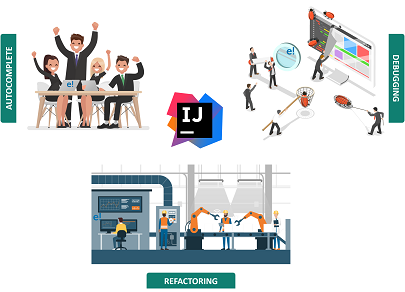 AUTOCOMPLETE
DEBUGGING
IJ
REFACTORING